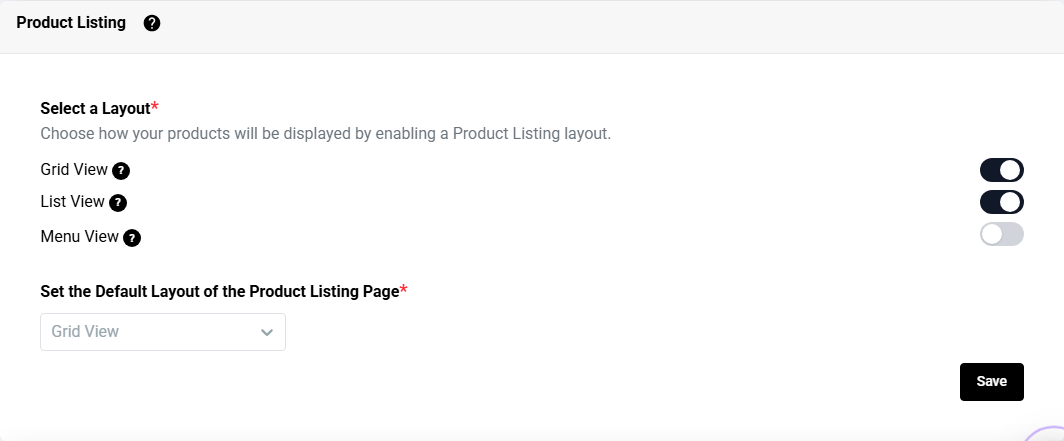 Product Listing ?
Select a Layout*
Choose how your products will be displayed by enabling a Product Listing layout.
Grid View ?
List View ?
Menu View ?
Set the Default Layout of the Product Listing Page*
Grid View
Save